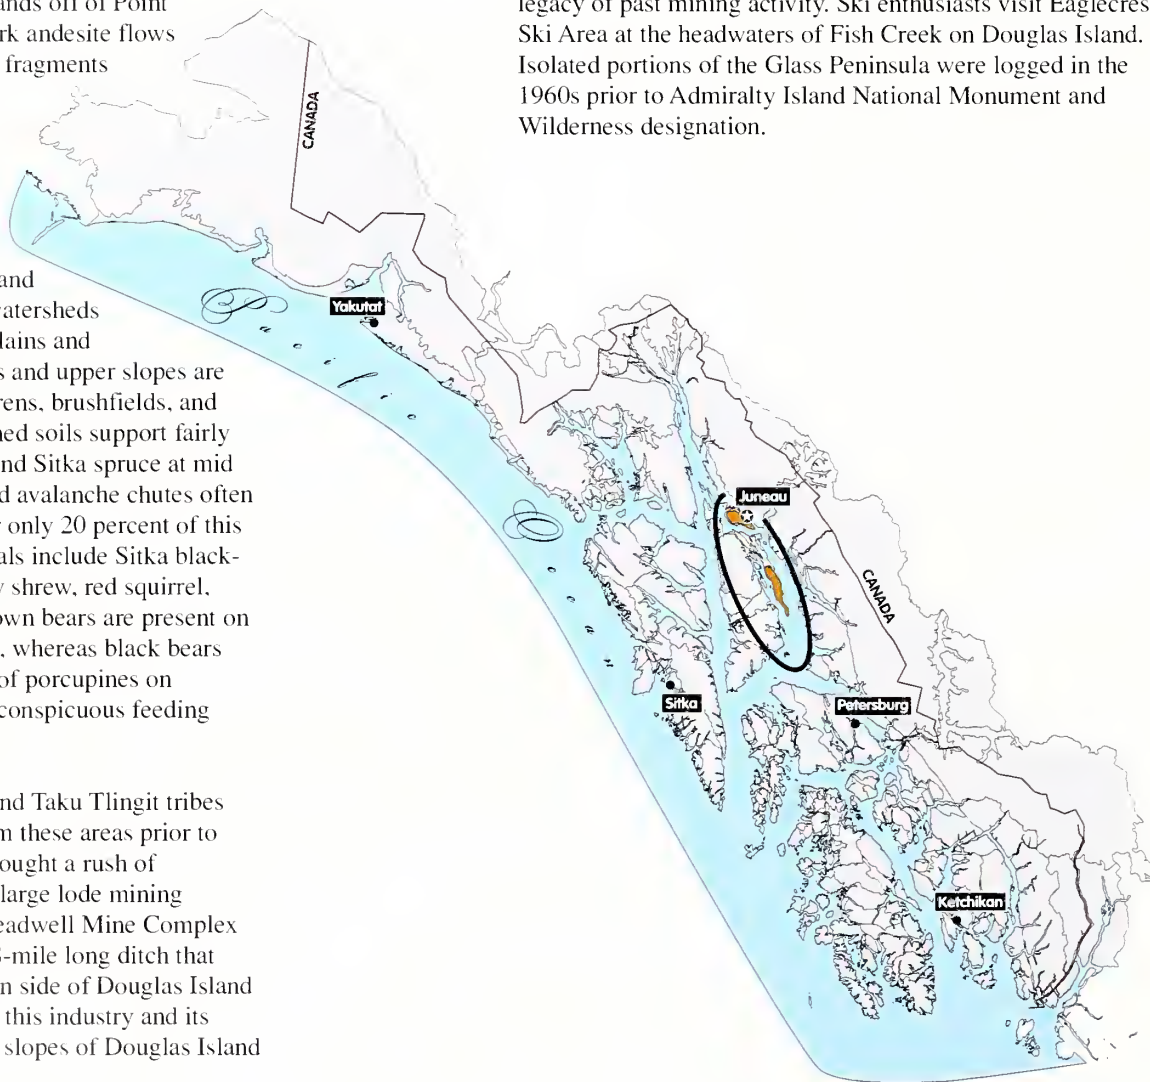 ands off of Point
rk andesite flows
fragments
and
atersheds
lains and
s and upper slopes are
rens, brushfields, and
ned soils support fairly
nd Sitka spruce at mid
d avalanche chutes often
r only 20 percent of this
als include Sitka black-
y shrew, red squirrel,
own bears are present on
, whereas black bears
of porcupines on
conspicuous feeding
nd Taku Tlingit tribes
m these areas prior to
ought a rush of
large lode mining
eadwell Mine Complex
-mile long ditch that
n side of Douglas Island
this industry and its
slopes of Douglas Island
legacy of past mining activity. Ski enthusiasts visit Eaglecres
Ski Area at the headwaters of Fish Creek on Douglas Island.
Isolated portions of the Glass Peninsula were logged in the
1960s prior to Admiralty Island National Monument and
Wilderness designation.
CANADA
Yakutat
Pacific
Ocean
Juneau
CANADA
Sitka
Petersburg
Ketchikan